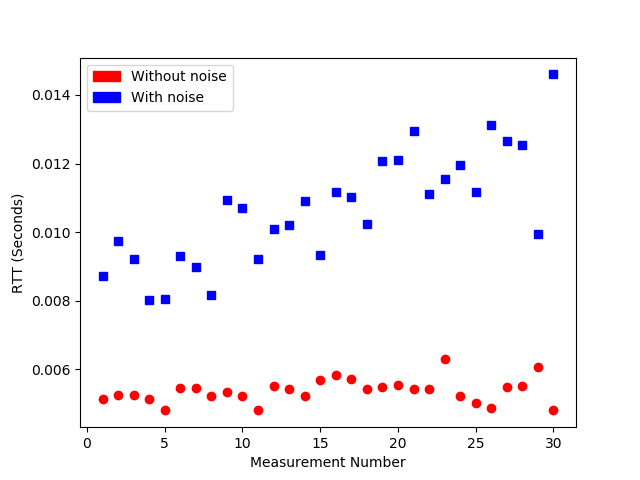 Without noise
With noise
0.014
0.012
0.010
0.008
0.006
RTT (Seconds)
0 5 10 15 20 25 30
Measurement Number